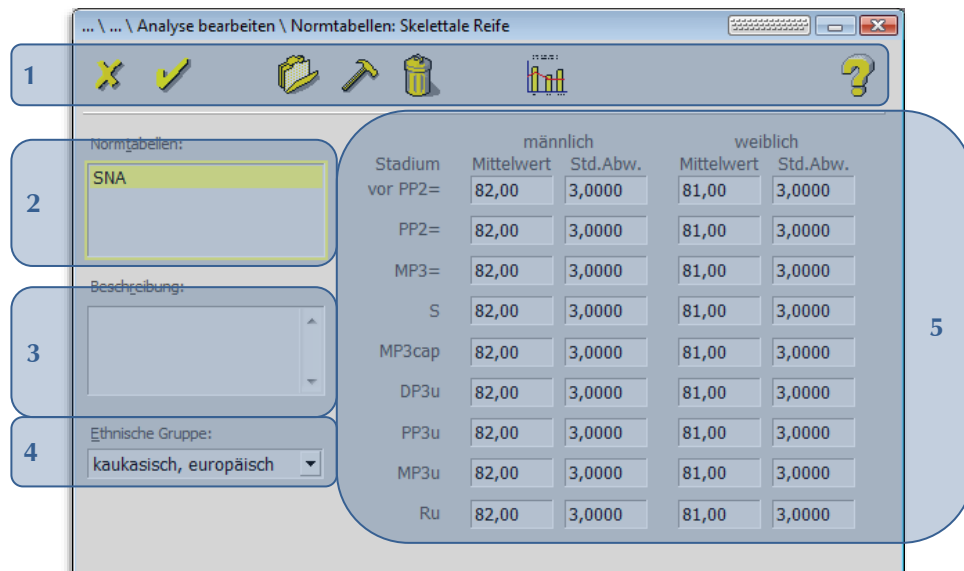 ... \ ... \ Analyse bearbeiten \ Normtabellen: Skelettale Reife
1
2
Normtabellen:
SNA
3
Beschreibung:
4
Ethnische Gruppe:
kaukasisch, europäisch
5
männlich weiblich
Stadium Mittelwert Std.Abw. Mittelwert Std.Abw.
vor PP2= 82,00 3,0000 81,00 3,0000
PP2= 82,00 3,0000 81,00 3,0000
MP3= 82,00 3,0000 81,00 3,0000
S 82,00 3,0000 81,00 3,0000
MP3cap 82,00 3,0000 81,00 3,0000
DP3u 82,00 3,0000 81,00 3,0000
PP3u 82,00 3,0000 81,00 3,0000
MP3u 82,00 3,0000 81,00 3,0000
Ru 82,00 3,0000 81,00 3,0000